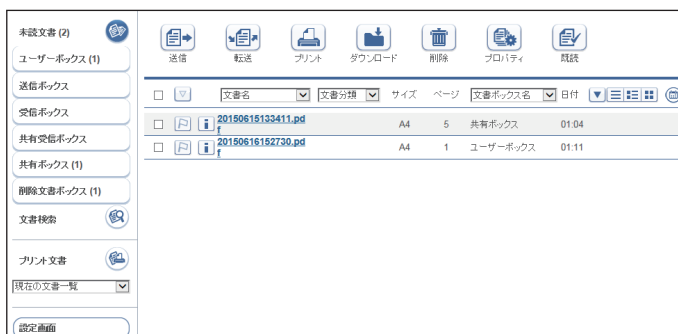 未読文書 (2)
ユーザーボックス (1)
送信ボックス
受信ボックス
共有受信ボックス
共有ボックス (1)
削除文書ボックス (1)
文書検索
プリント文書
現在の文書一覧
設定画面
送信 転送 プリント ダウンロード 削除 プロパティ 既読
文書名 文書分類 サイズ ページ 文書ボックス名 日付
20150615133411.pd
f
A4 5 共有ボックス 01:04
20150616152730.pd
f
A4 1 ユーザーボックス 01:11